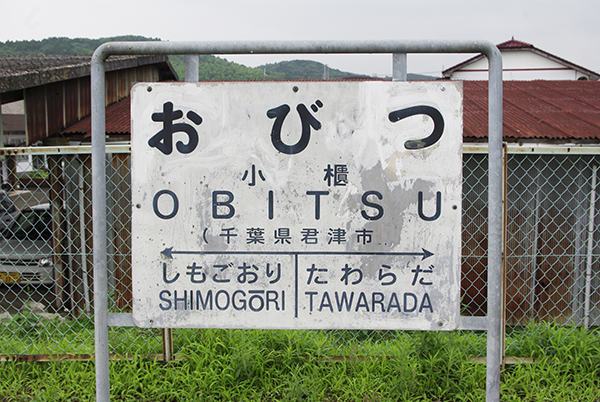 おびつ
小櫃
OBITSU
（千葉県君津市
しもごおり たわらだ
SHIMOGŌRI TAWARADA